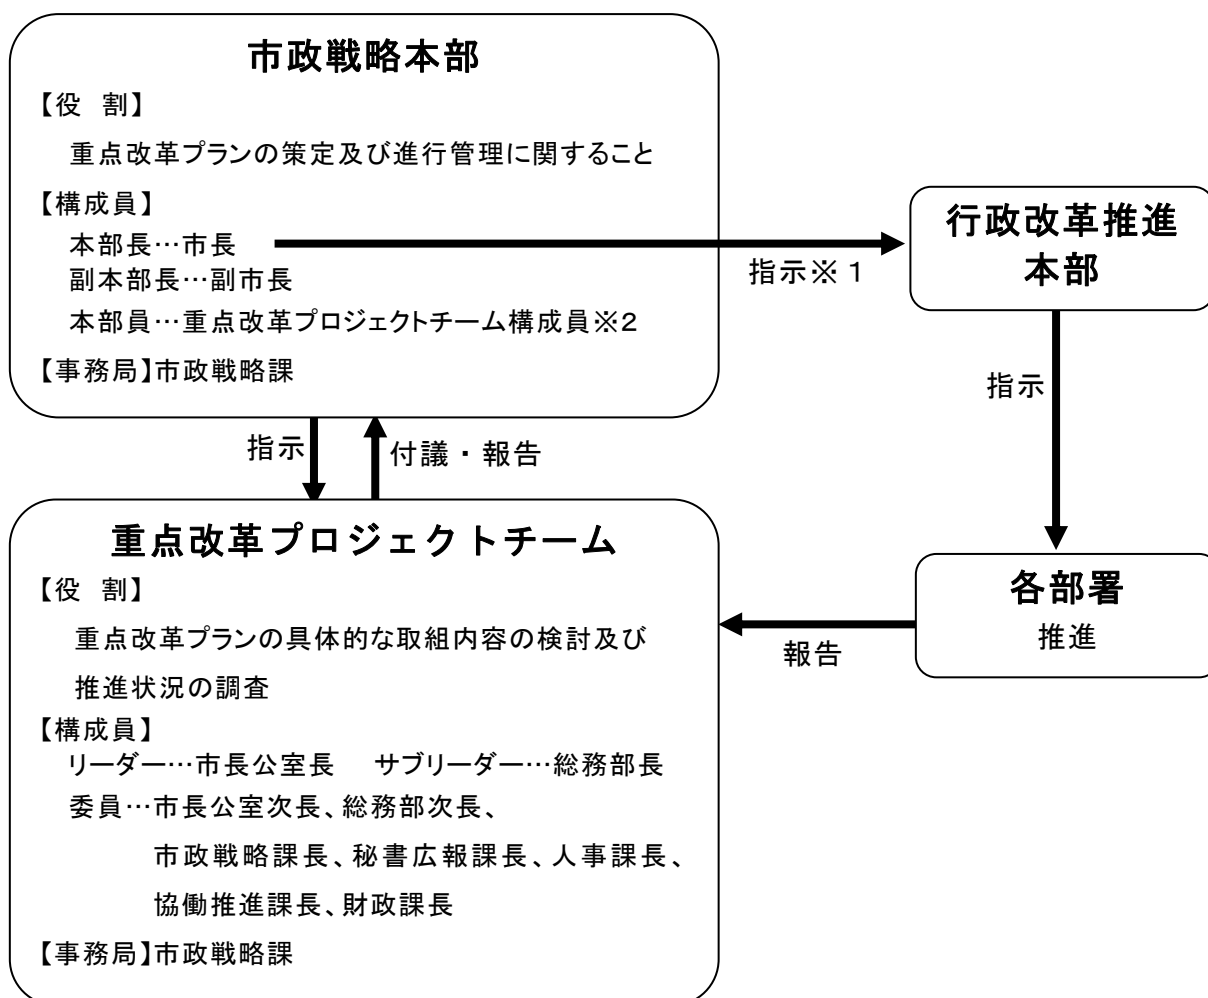 市政戦略本部
【役 割】
重点改革プランの策定及び進行管理に関すること
【構成員】
本部長…市長
副本部長…副市長
本部員…重点改革プロジェクトチーム構成員※2
【事務局】市政戦略課
指示※1
行政改革推進
本部
指示
指示
付議・報告
重点改革プロジェクトチーム
【役 割】
重点改革プランの具体的な取組内容の検討及び
推進状況の調査
【構成員】
リーダー…市長公室長 サブリーダー…総務部長
委員…市長公室次長、総務部次長、
市政戦略課長、秘書広報課長、人事課長、
協働推進課長、財政課長
【事務局】市政戦略課
各部署
推進
報告